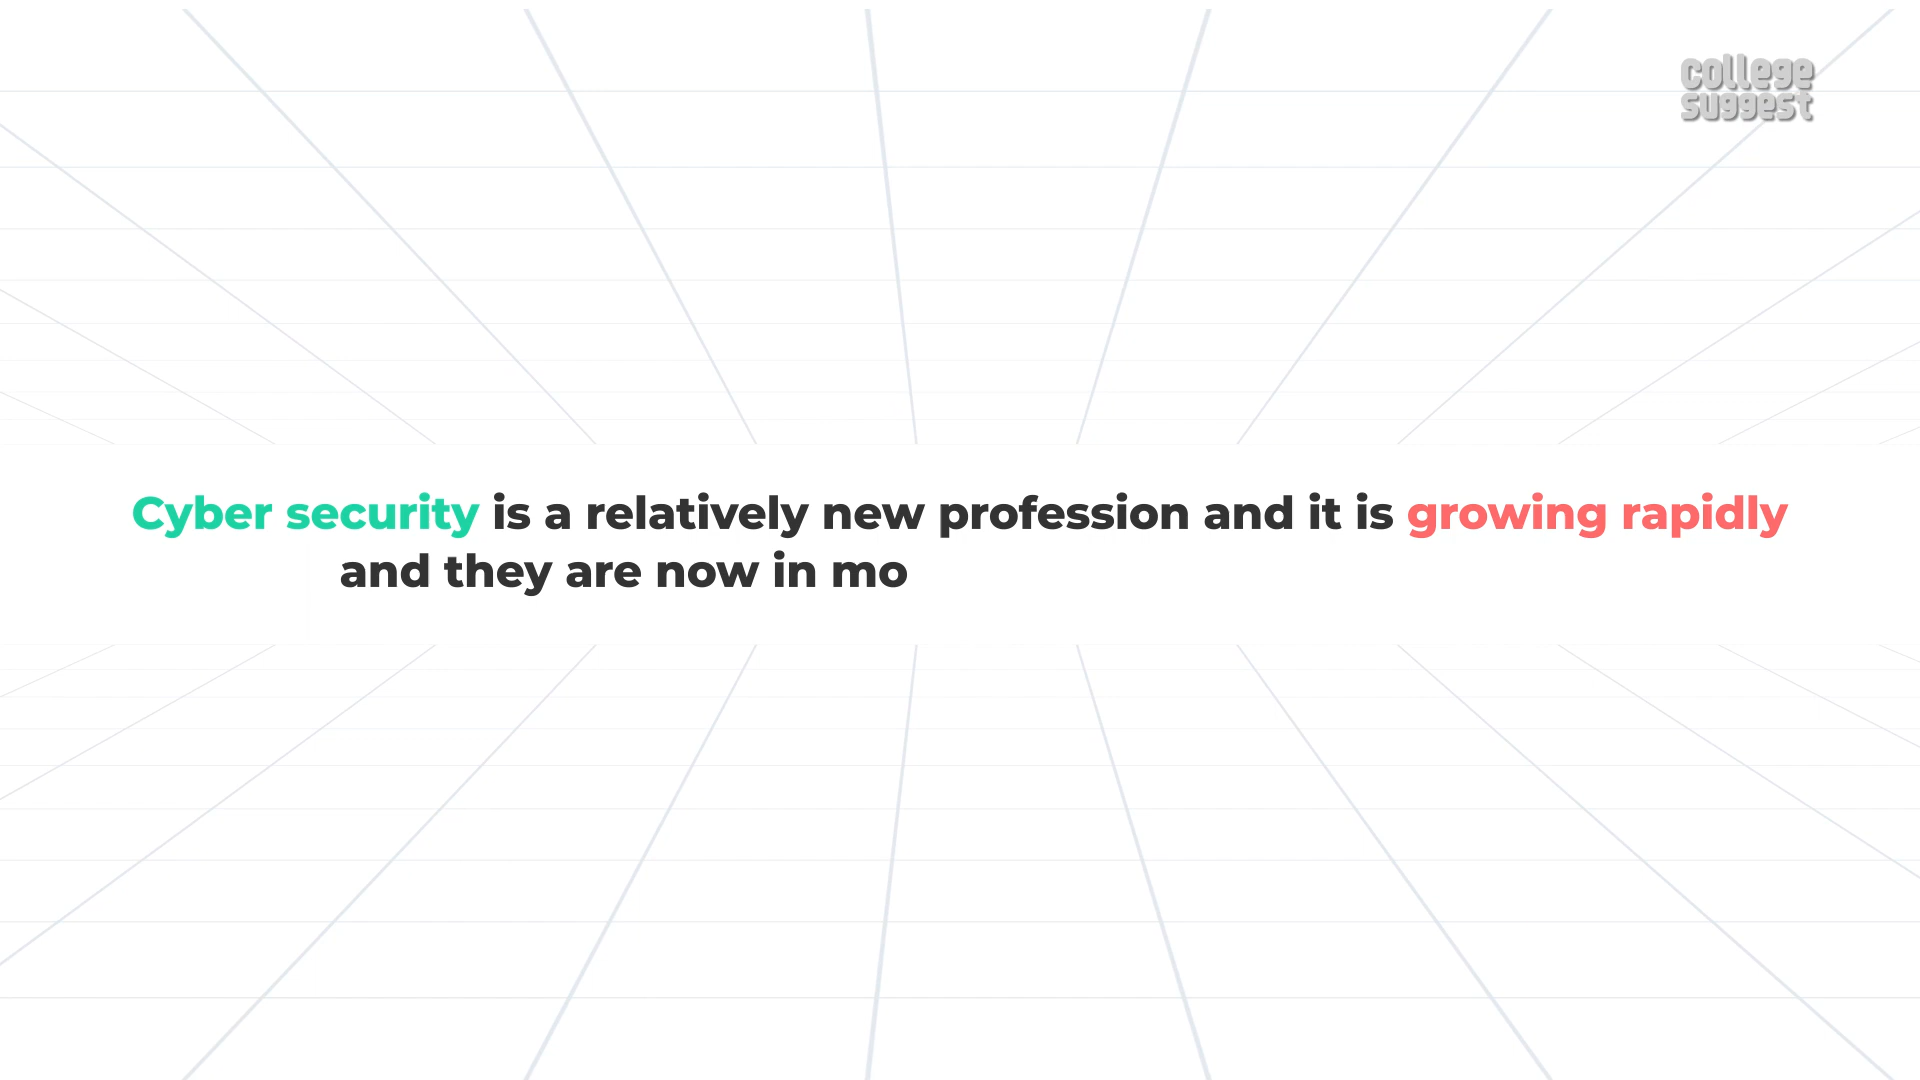 college
suggest
Cyber security is a relatively new profession and it is growing rapidly
and they are now in mo